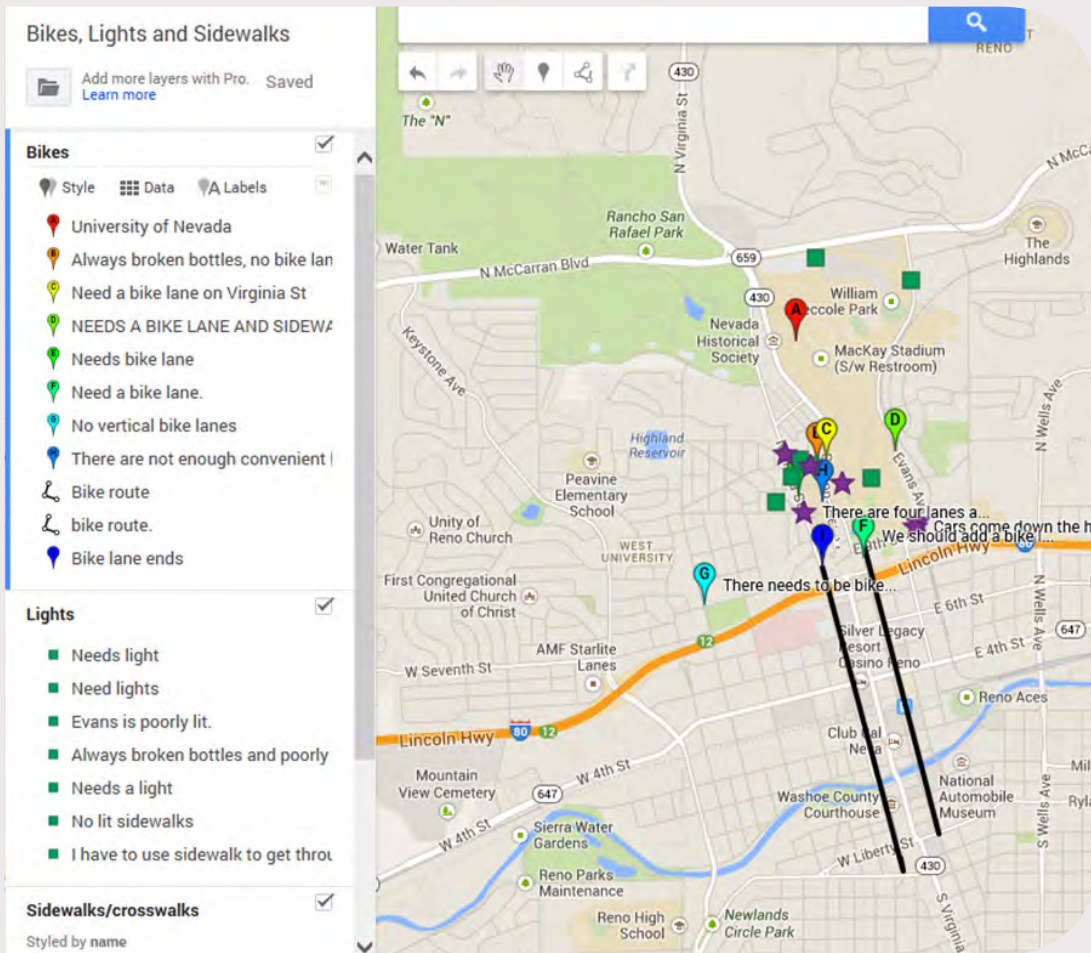 Bikes, Lights and Sidewalks
Add more layers with Pro.
Learn more
Saved
Bikes
Style
Data
A Labels
A University of Nevada
B Always broken bottles, no bike lan
C Need a bike lane on Virginia St
D NEEDS A BIKE LANE AND SIDEWA
E Needs bike lane
F Need a bike lane.
G No vertical bike lanes
H There are not enough convenient
Bike route
bike route.
Bike lane ends
Lights
Needs light
Need lights
Evans is poorly lit.
Always broken bottles and poorly
Needs a light
No lit sidewalks
I have to use sidewalk to get throu
Sidewalks/crosswalks
Styled by name
RENO
430
The "N"
N Virginia St
N McCa
Rancho San
Rafael Park
Water Tank
N McCarran Blvd
659
The
Highlands
430
William
eccole Park
A
Nevada
Historical
Society
MacKay Stadium
(S/w Restroom)
Keystone Ave
N Wells Ave
C
D
Highland
Reservoir
Evans Ave
Peavine
Elementary
School
H
There are four lanes a...
Cars come down the h
Unity of
Reno Church
WEST
UNIVERSITY
I
F
We should add a bike l...
Lincoln Hwy
80
First Congregational
United Church
of Christ
G
There needs to be bike...
E 6th St
N Wells Ave
12
Silver Legacy
Resort
Casino Reno
E 4th St
647
AMF Starlite
Lanes
W Seventh St
Reno Aces
Lincoln Hwy
80
12
Club Cal
Neva
W 4th St
Mountain
View Cemetery
647
Washoe County
Courthouse
National
Automobile
Museum
Mil
Ryla
S Wells Ave
W 4th St
Sierra Water
Gardens
W Liberty St
430
Reno Parks
Maintenance
Reno High
School
Newlands
Circle Park
S Virginia